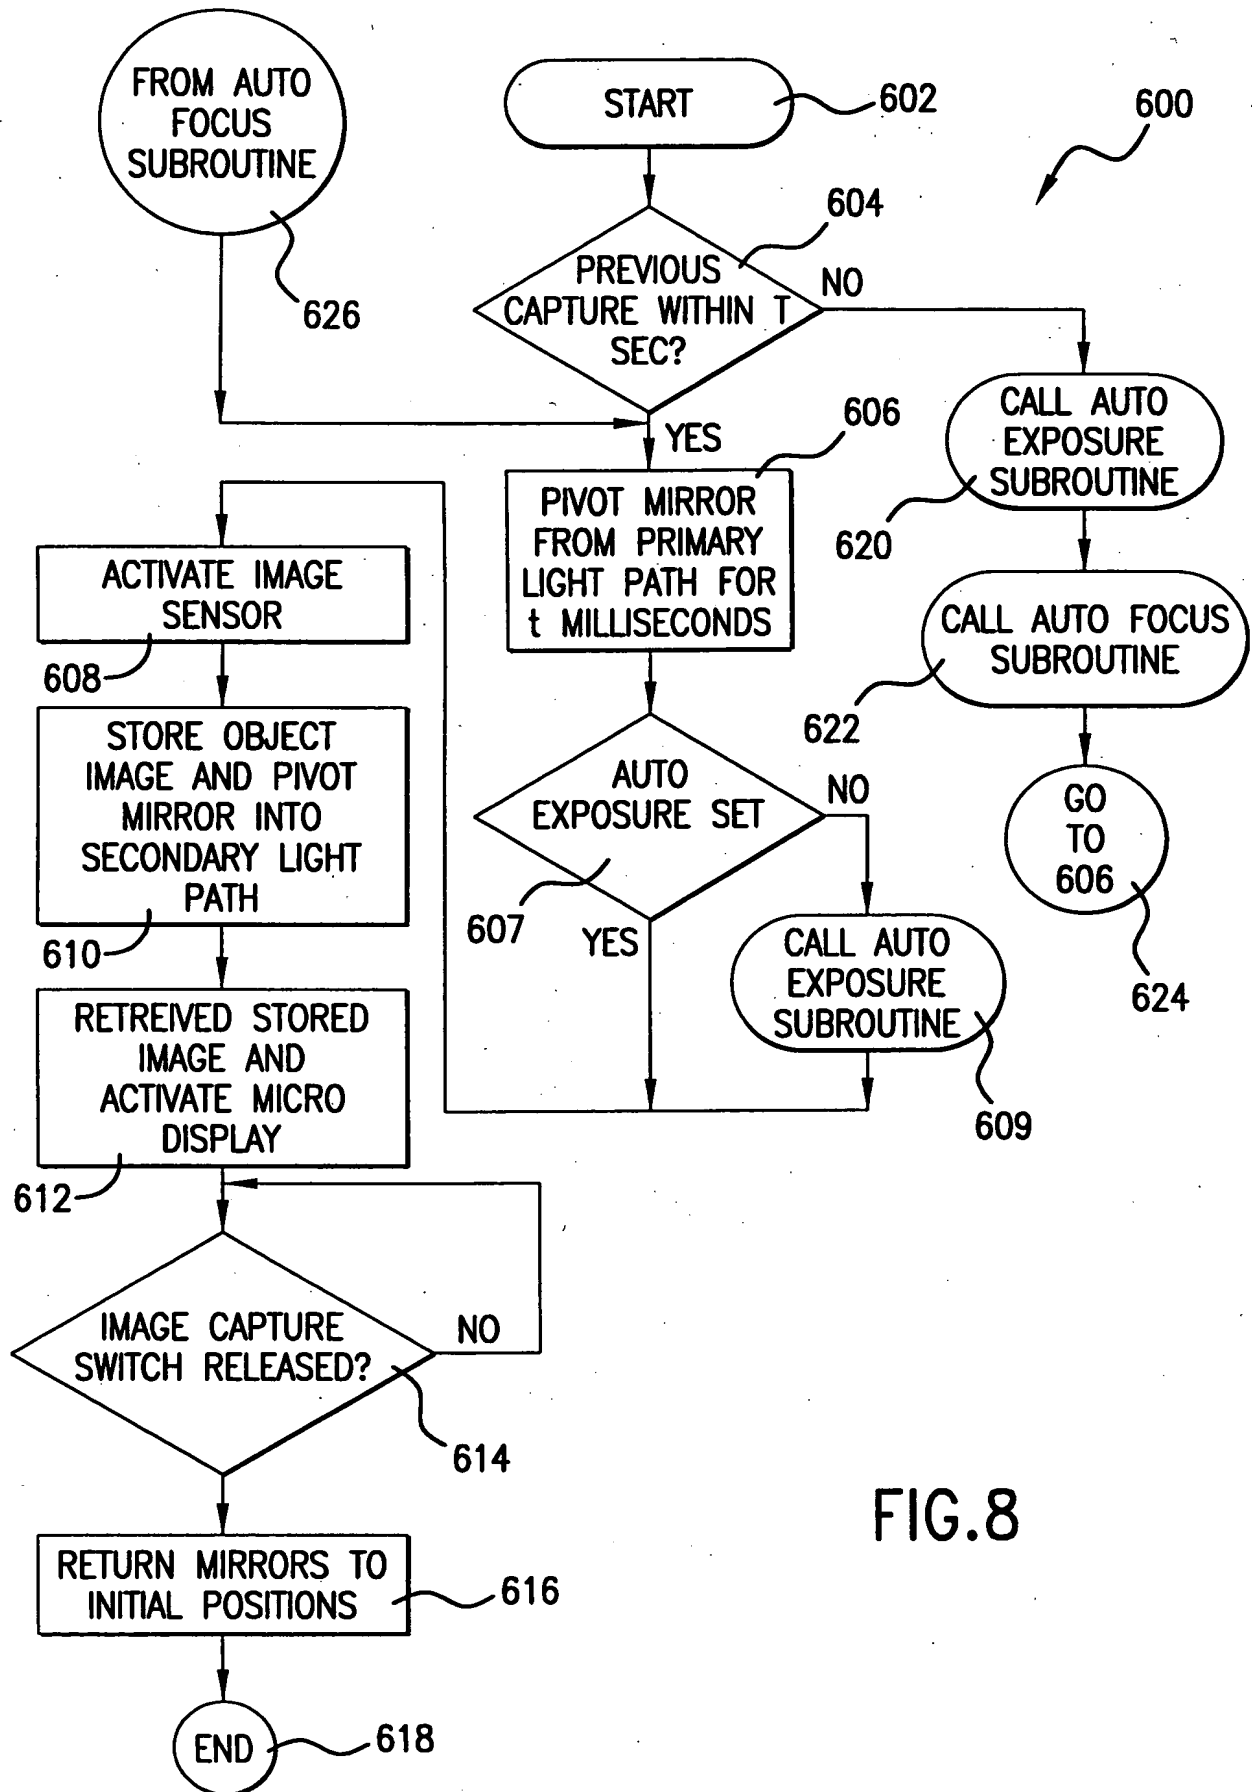 FROM AUTO
FOCUS
SUBROUTINE
626
START
602
600
604
PREVIOUS
CAPTURE WITHIN T
SEC?
NO
YES
606
PIVOT MIRROR
FROM PRIMARY
LIGHT PATH FOR
t MILLISECONDS
CALL AUTO
EXPOSURE
SUBROUTINE
620
CALL AUTO FOCUS
SUBROUTINE
622
GO
TO
606
624
AUTO
EXPOSURE SET
NO
607
YES
CALL AUTO
EXPOSURE
SUBROUTINE
609
ACTIVATE IMAGE
SENSOR
608
STORE OBJECT
IMAGE AND PIVOT
MIRROR INTO
SECONDARY LIGHT
PATH
610
RETREIVED STORED
IMAGE AND
ACTIVATE MICRO
DISPLAY
612
IMAGE CAPTURE
SWITCH RELEASED?
NO
614
RETURN MIRRORS TO
INITIAL POSITIONS
616
END
618
FIG.8